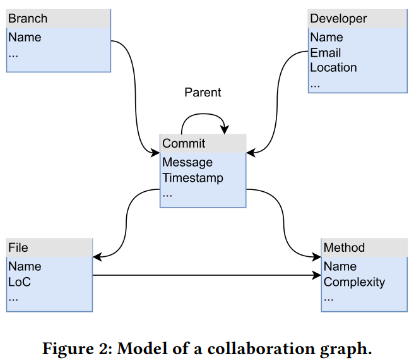 Branch
Name
...
Developer
Name
Email
Location
...
Parent
Commit
Message
Timestamp
...
File
Name
LoC
...
Method
Name
Complexity
...
Figure 2: Model of a collaboration graph.